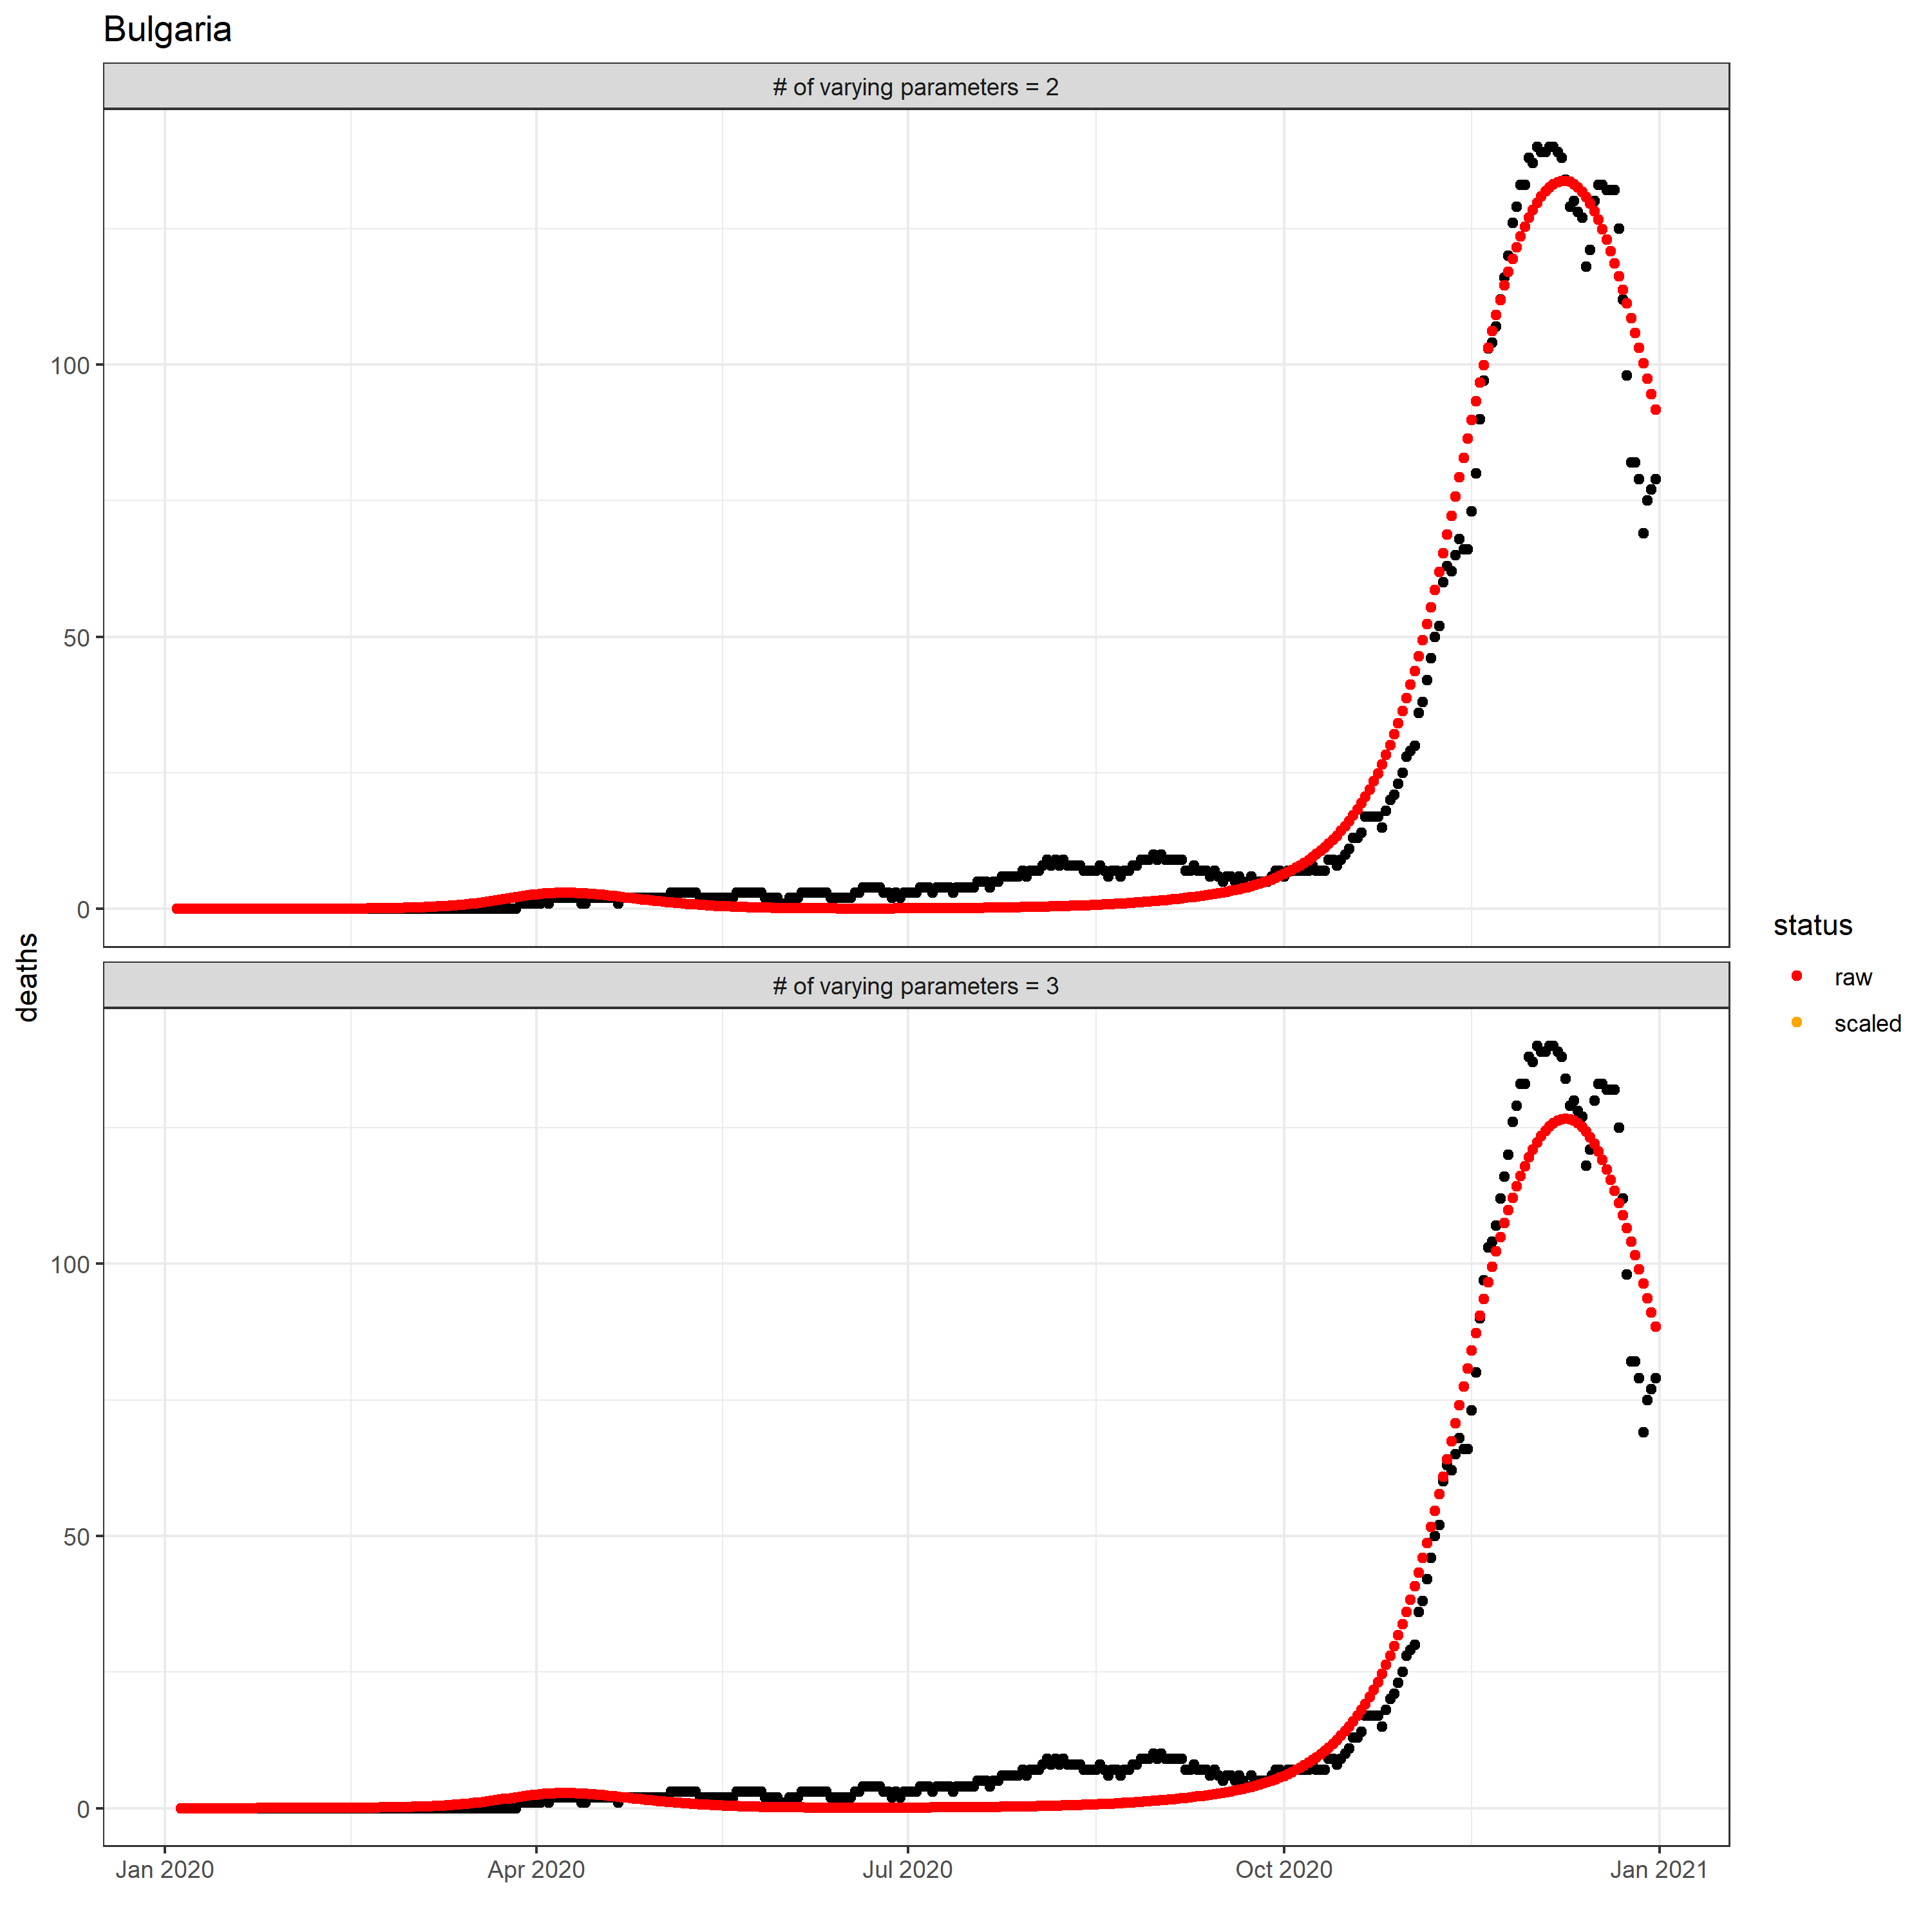 Bulgaria
# of varying parameters = 2
100
50
0
deaths
# of varying parameters = 3
100
50
0
Jan 2020 Apr 2020 Jul 2020 Oct 2020 Jan 2021
status
raw
scaled